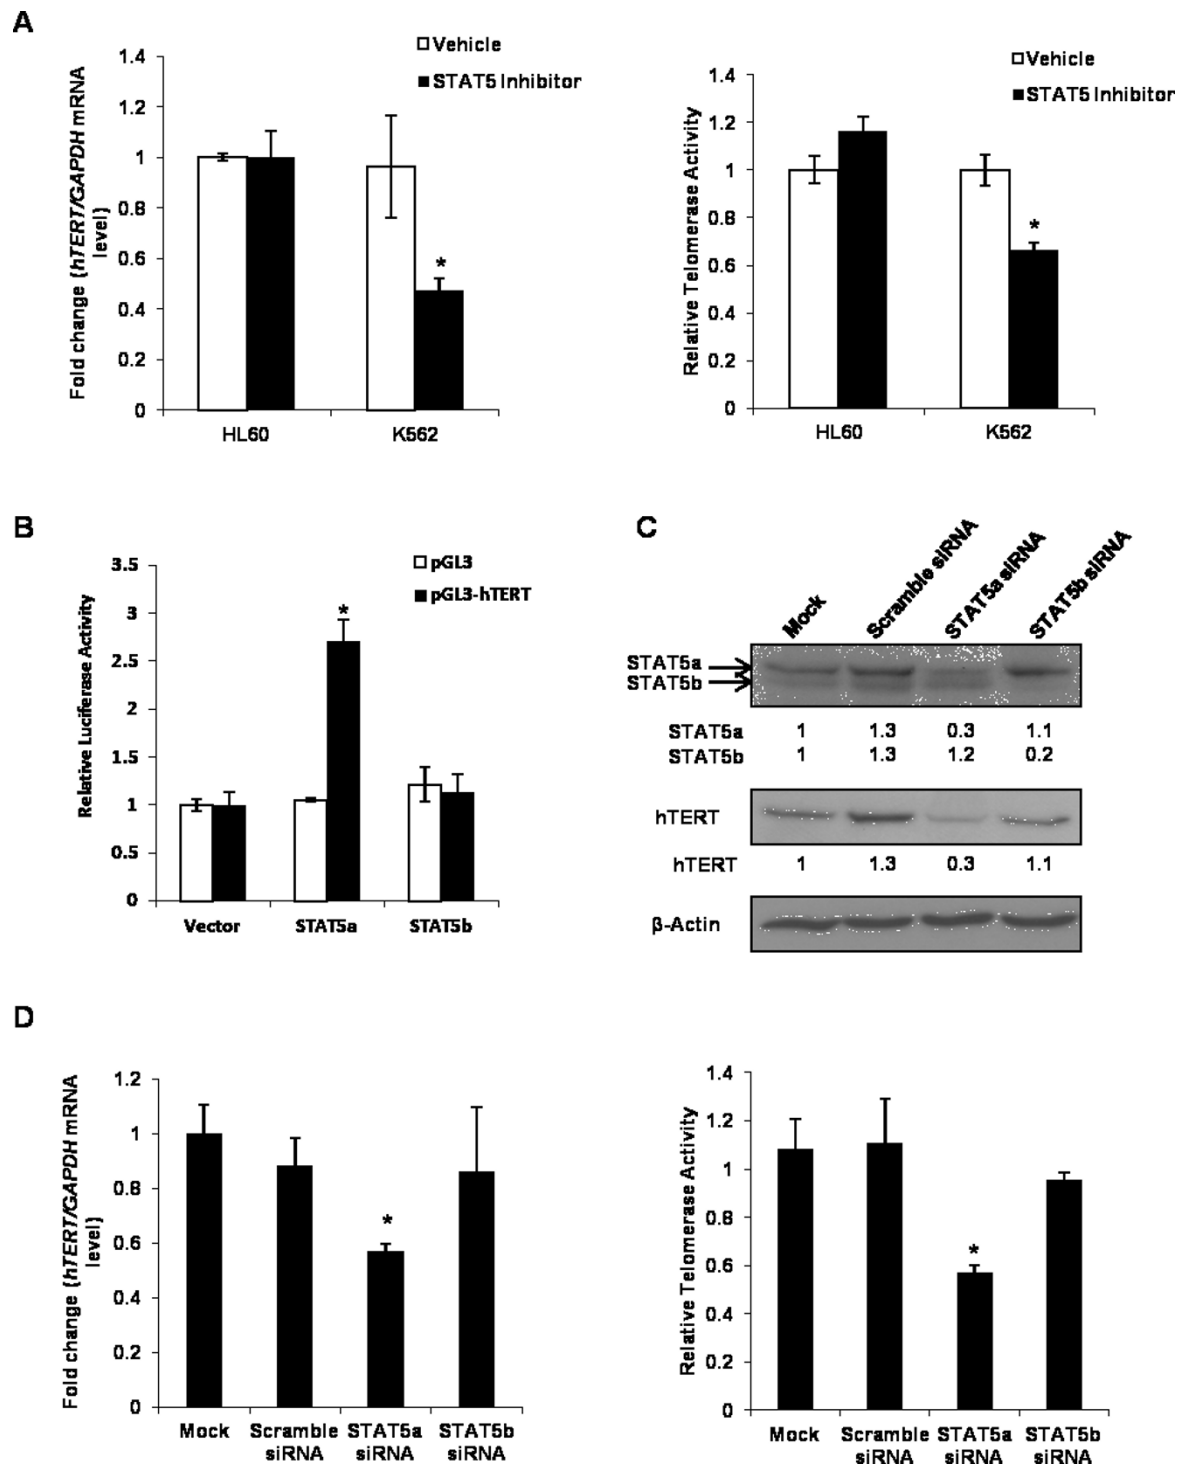 A
Fold change (hTERT/GAPDH mRNA
level)
1.4
1.2
1
0.8
0.6
0.4
0.2
0
Vehicle
STAT5 Inhibitor
*
HL60
K562
Relative Telomerase Activity
1.4
1.2
1
0.8
0.6
0.4
0.2
0
Vehicle
STAT5 Inhibitor
*
HL60
K562
B
Relative Luciferase Activity
3.5
3
2.5
2
1.5
1
0.5
0
pGL3
pGL3-hTERT
*
Vector
STAT5a
STAT5b
C
Mock
Scramble siRNA
STAT5a siRNA
STAT5b siRNA
STAT5a
STAT5b
STAT5a 1 1.3 0.3 1.1
STAT5b 1 1.3 1.2 0.2
hTERT
hTERT 1 1.3 0.3 1.1
β-Actin
D
Fold change (hTERT/GAPDH mRNA
level)
1.2
1
0.8
0.6
0.4
0.2
0
*
Mock
Scramble
siRNA
STAT5a
siRNA
STAT5b
siRNA
Relative Telomerase Activity
1.4
1.2
1
0.8
0.6
0.4
0.2
0
*
Mock
Scramble
siRNA
STAT5a
siRNA
STAT5b
siRNA